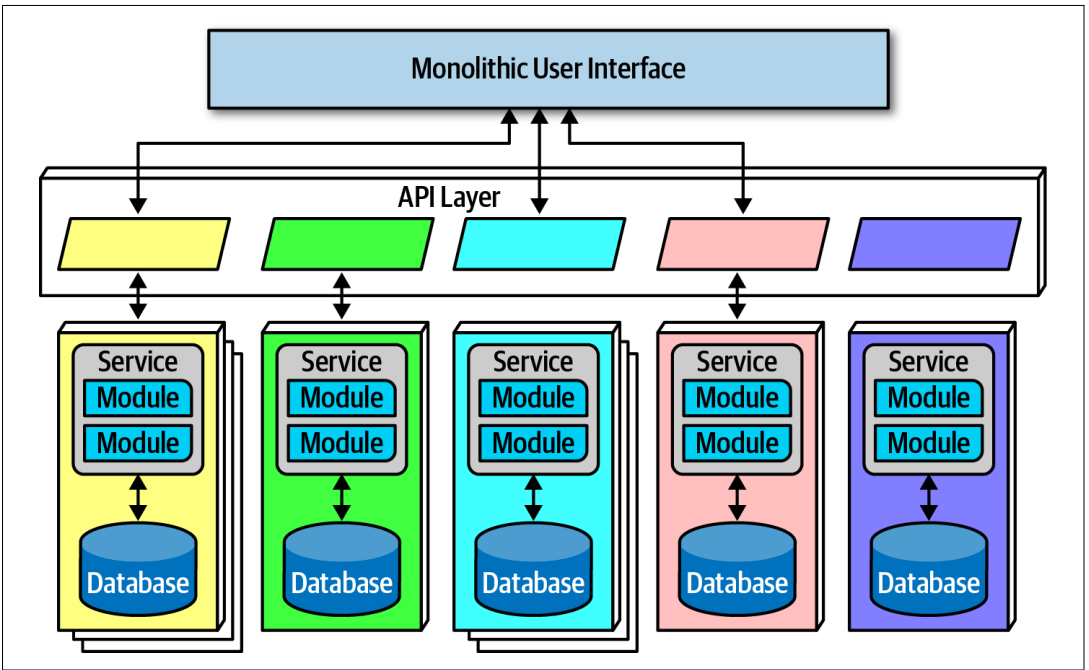 Monolithic User Interface
API Layer
Service
Module
Module
Database
Service
Module
Module
Database
Service
Module
Module
Database
Service
Module
Module
Database
Service
Module
Module
Database